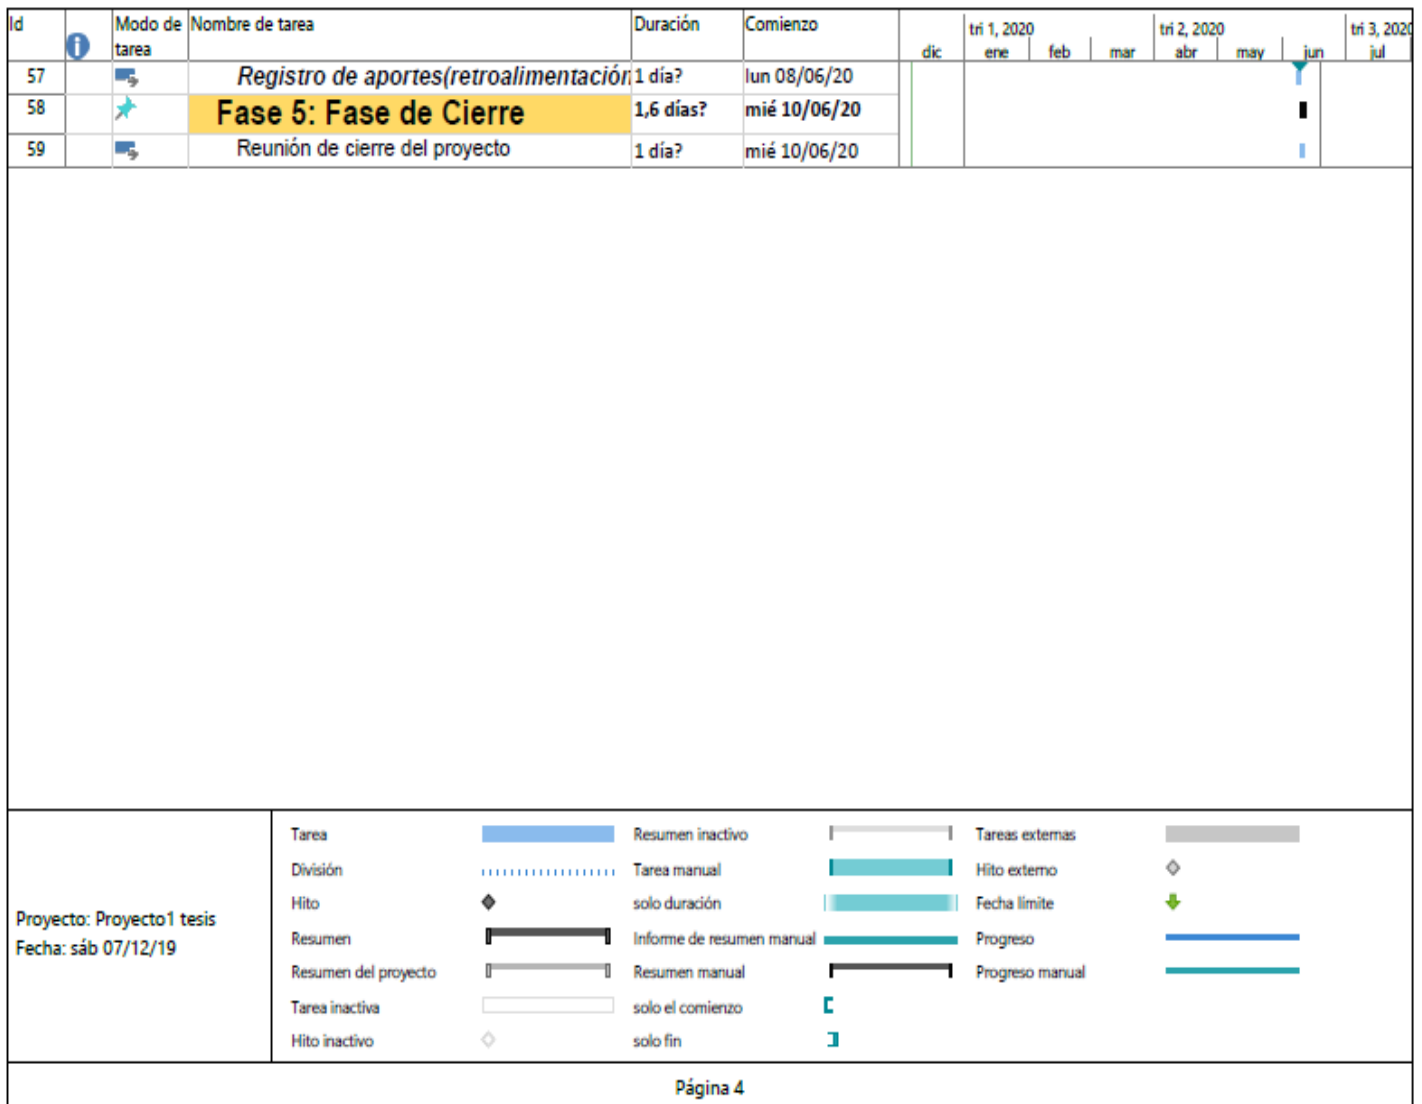 Id Modo de tarea Nombre de tarea Duración Comienzo tri 1, 2020 tri 2, 2020 tri 3, 2020
dic ene feb mar abr may jun jul
57 Registro de aportes(retroalimentación 1 día? lun 08/06/20
58 Fase 5: Fase de Cierre 1,6 días? mié 10/06/20
59 Reunión de cierre del proyecto 1 día? mié 10/06/20
Proyecto: Proyecto1 tesis
Fecha: sáb 07/12/19
Tarea Resumen inactivo Tareas externas
División Tarea manual Hito externo
Hito solo duración Fecha límite
Resumen Informe de resumen manual Progreso
Resumen del proyecto Resumen manual Progreso manual
Tarea inactiva solo el comienzo
Hito inactivo solo fin
Página 4